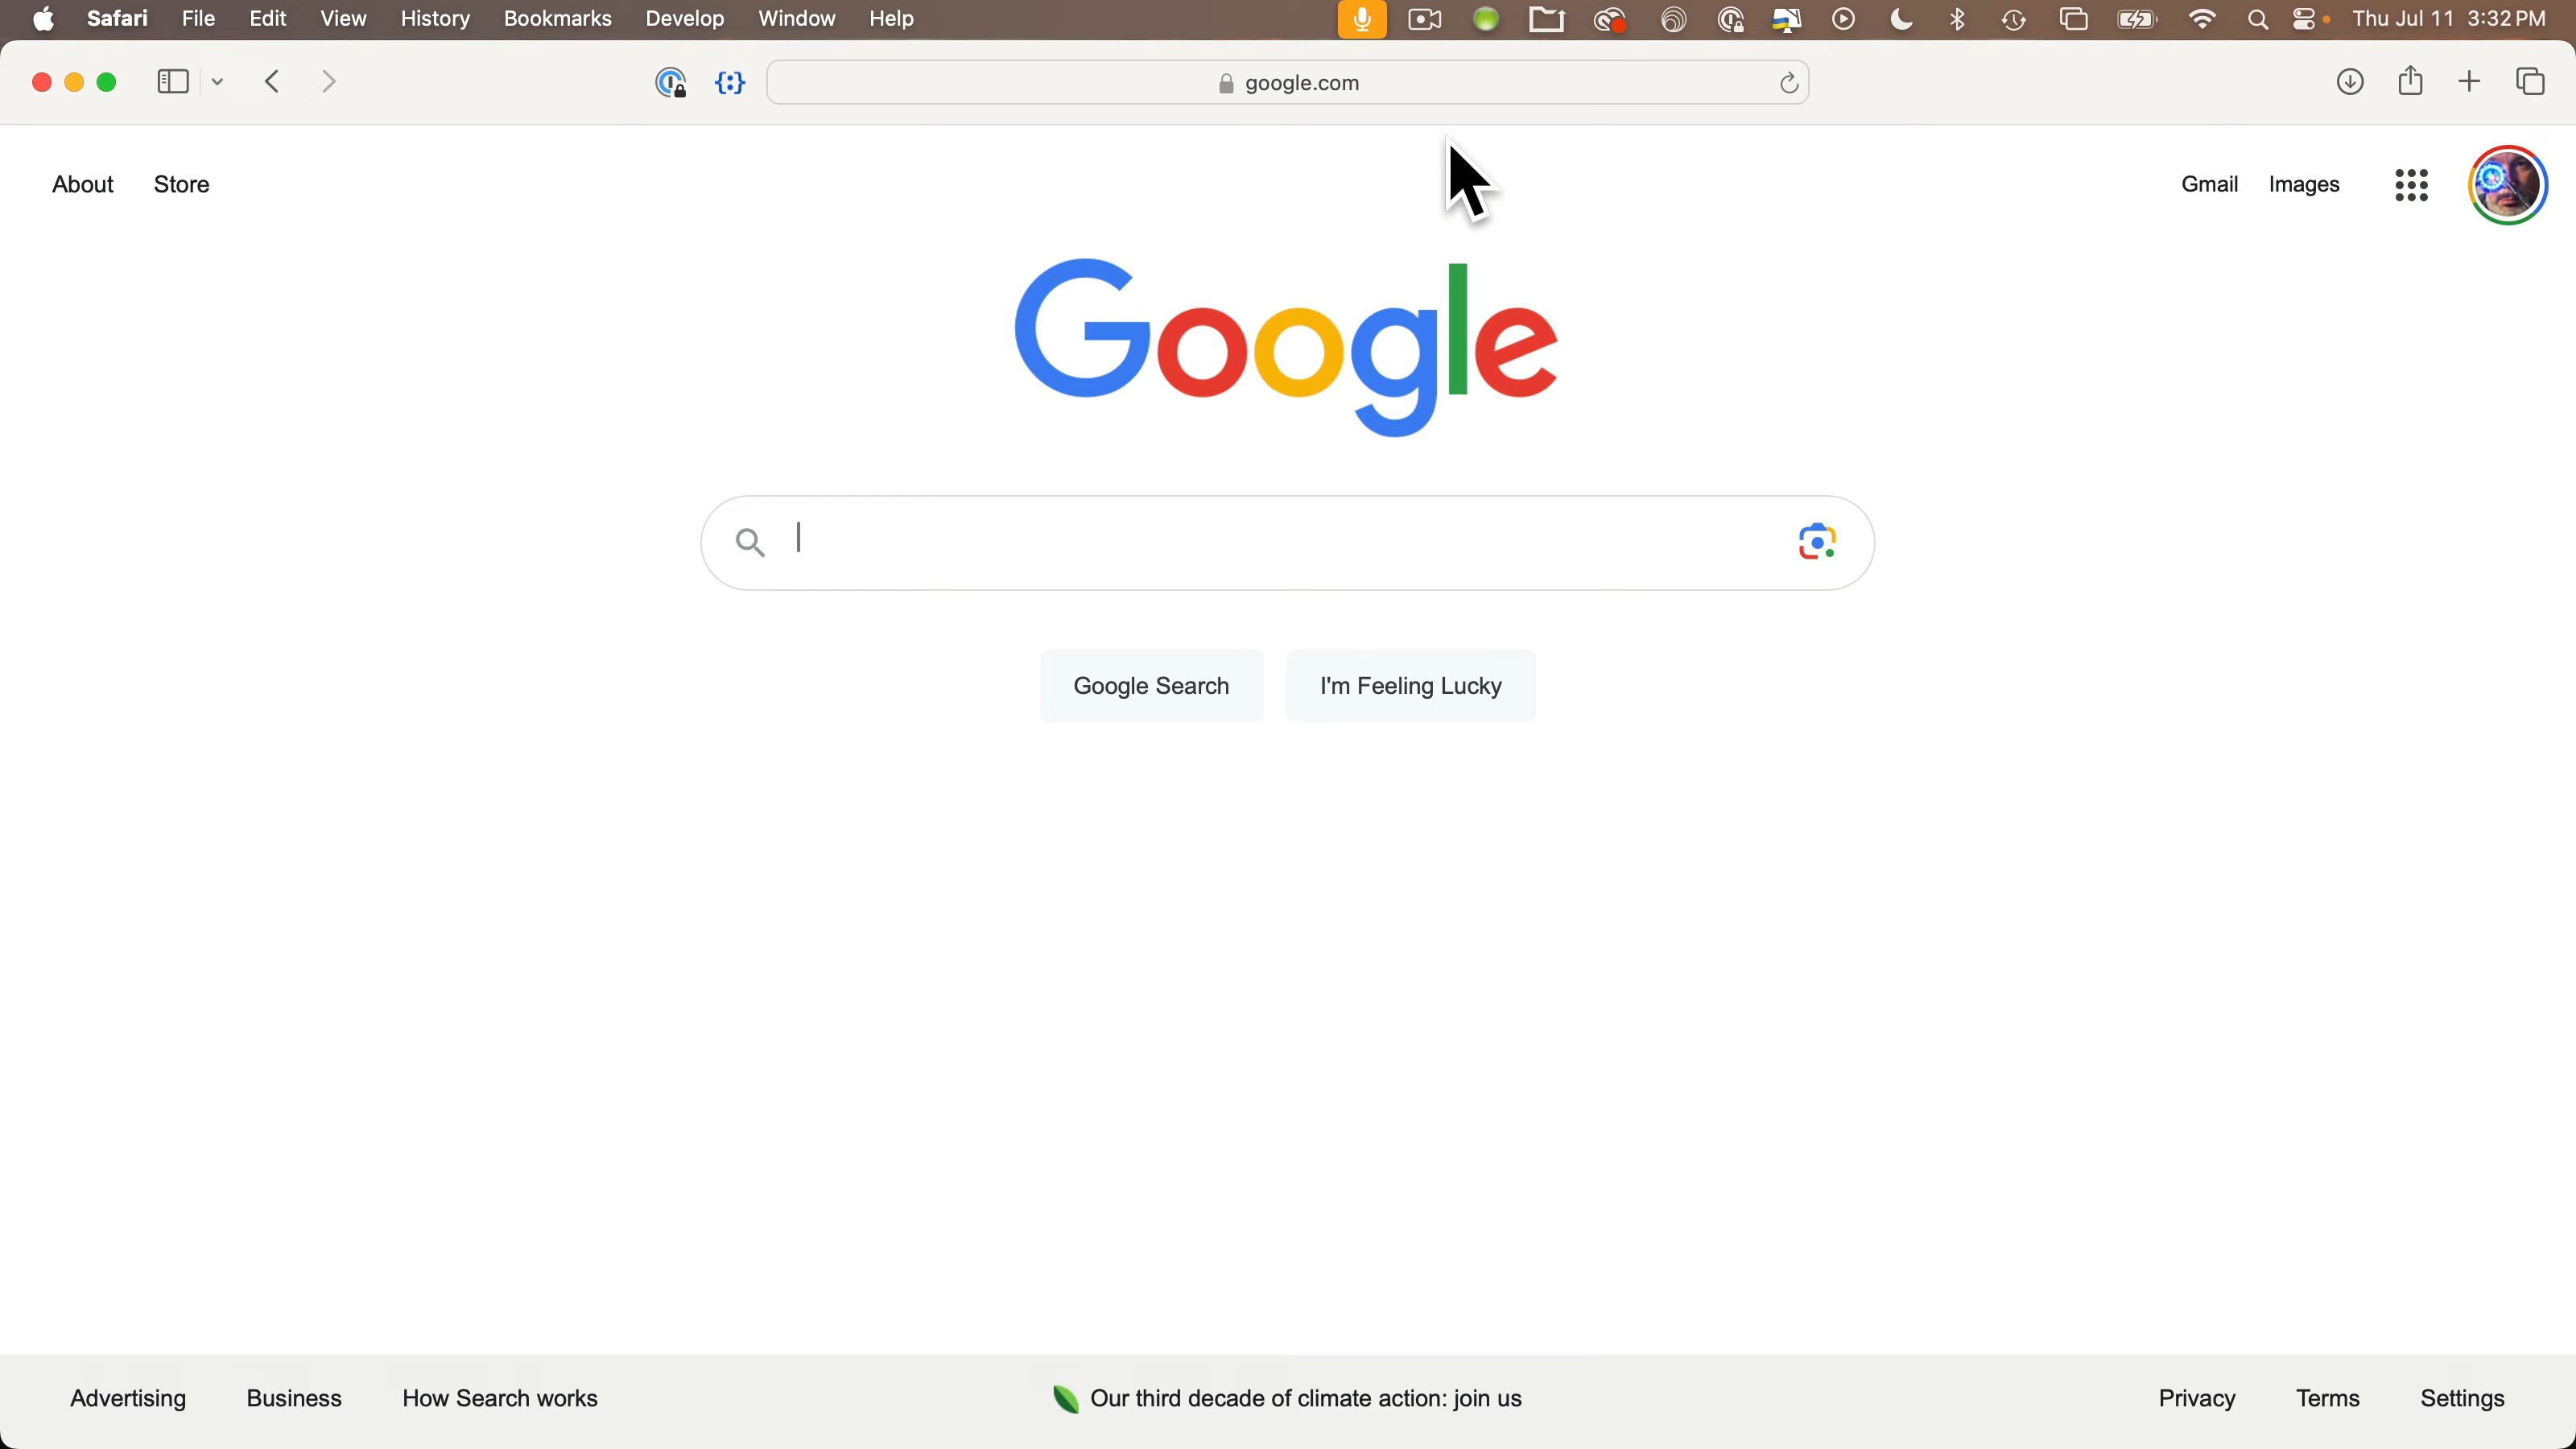 Safari File Edit View History Bookmarks Develop Window Help Thu Jul 11 3:32 PM
google.com
About Store Gmail Images
Google
Google Search I'm Feeling Lucky
Advertising Business How Search works Our third decade of climate action: join us Privacy Terms Settings